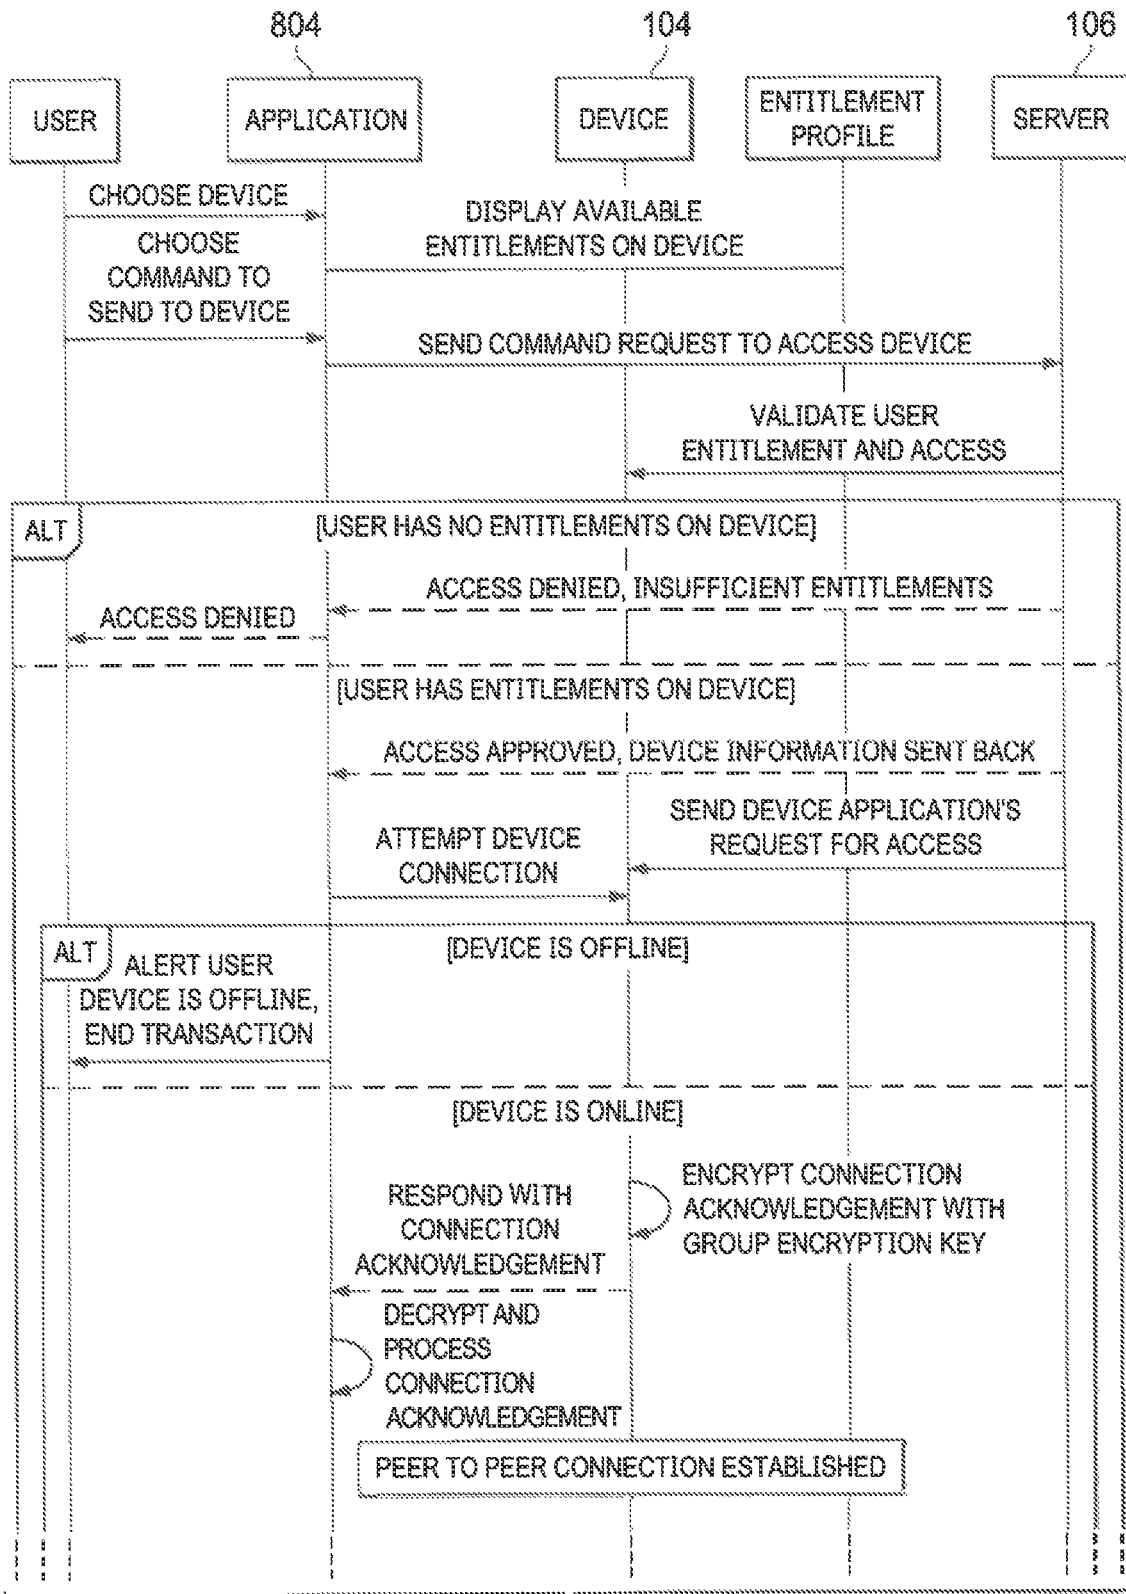 804
104
106
USER
APPLICATION
DEVICE
ENTITLEMENT
PROFILE
SERVER
CHOOSE DEVICE
DISPLAY AVAILABLE
ENTITLEMENTS ON DEVICE
CHOOSE
COMMAND TO
SEND TO DEVICE
SEND COMMAND REQUEST TO ACCESS DEVICE
VALIDATE USER
ENTITLEMENT AND ACCESS
ALT
[USER HAS NO ENTITLEMENTS ON DEVICE]
ACCESS DENIED, INSUFFICIENT ENTITLEMENTS
ACCESS DENIED
[USER HAS ENTITLEMENTS ON DEVICE]
ACCESS APPROVED, DEVICE INFORMATION SENT BACK
SEND DEVICE APPLICATION'S
REQUEST FOR ACCESS
ATTEMPT DEVICE
CONNECTION
ALT
[DEVICE IS OFFLINE]
ALERT USER
DEVICE IS OFFLINE,
END TRANSACTION
[DEVICE IS ONLINE]
ENCRYPT CONNECTION
ACKNOWLEDGEMENT WITH
GROUP ENCRYPTION KEY
RESPOND WITH
CONNECTION
ACKNOWLEDGEMENT
DECRYPT AND
PROCESS
CONNECTION
ACKNOWLEDGEMENT
PEER TO PEER CONNECTION ESTABLISHED